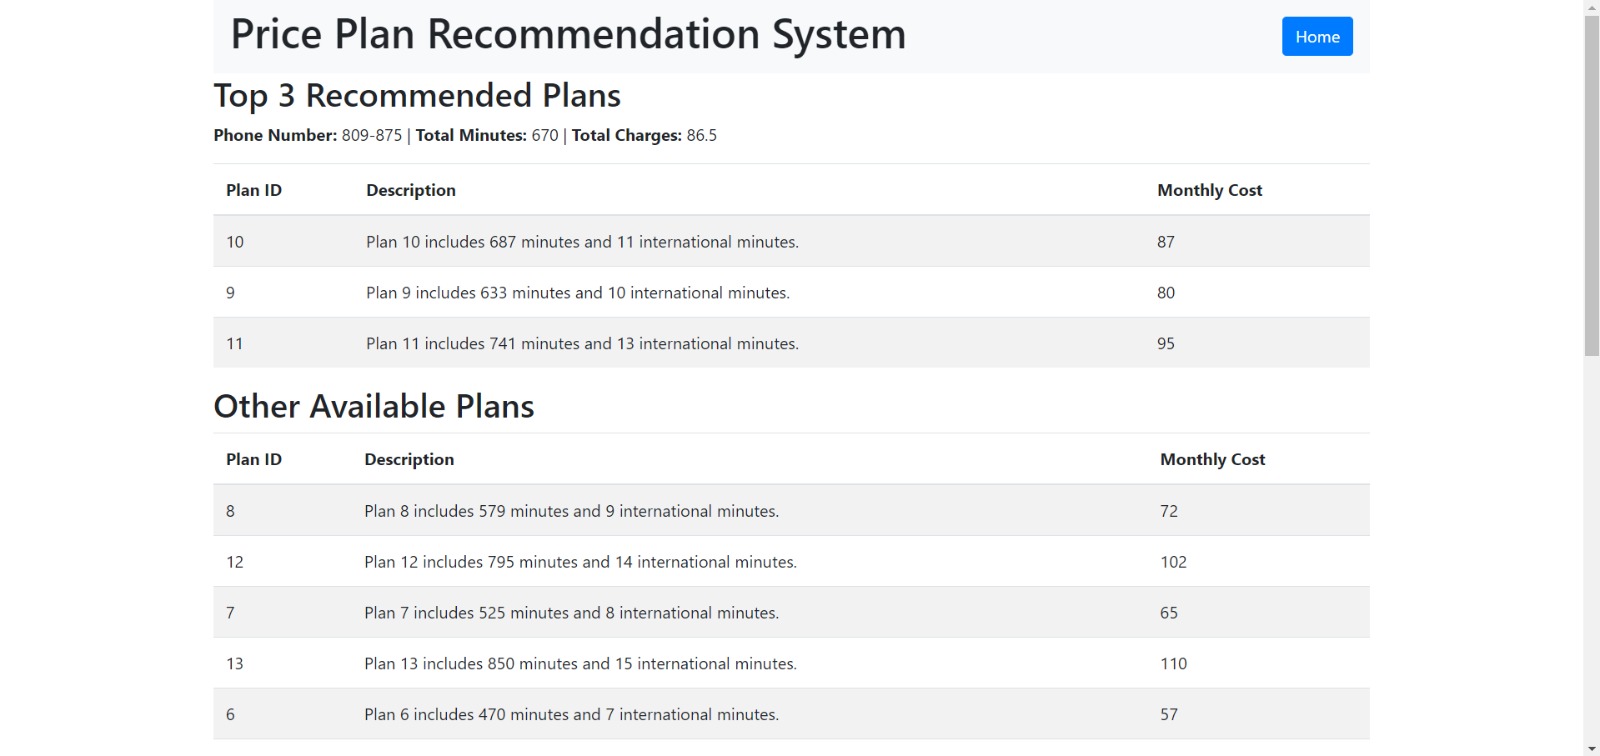 Price Plan Recommendation System
Home
Top 3 Recommended Plans
Phone Number: 809-875 | Total Minutes: 670 | Total Charges: 86.5
Plan ID Description Monthly Cost
10 Plan 10 includes 687 minutes and 11 international minutes. 87
9 Plan 9 includes 633 minutes and 10 international minutes. 80
11 Plan 11 includes 741 minutes and 13 international minutes. 95
Other Available Plans
Plan ID Description Monthly Cost
8 Plan 8 includes 579 minutes and 9 international minutes. 72
12 Plan 12 includes 795 minutes and 14 international minutes. 102
7 Plan 7 includes 525 minutes and 8 international minutes. 65
13 Plan 13 includes 850 minutes and 15 international minutes. 110
6 Plan 6 includes 470 minutes and 7 international minutes. 57